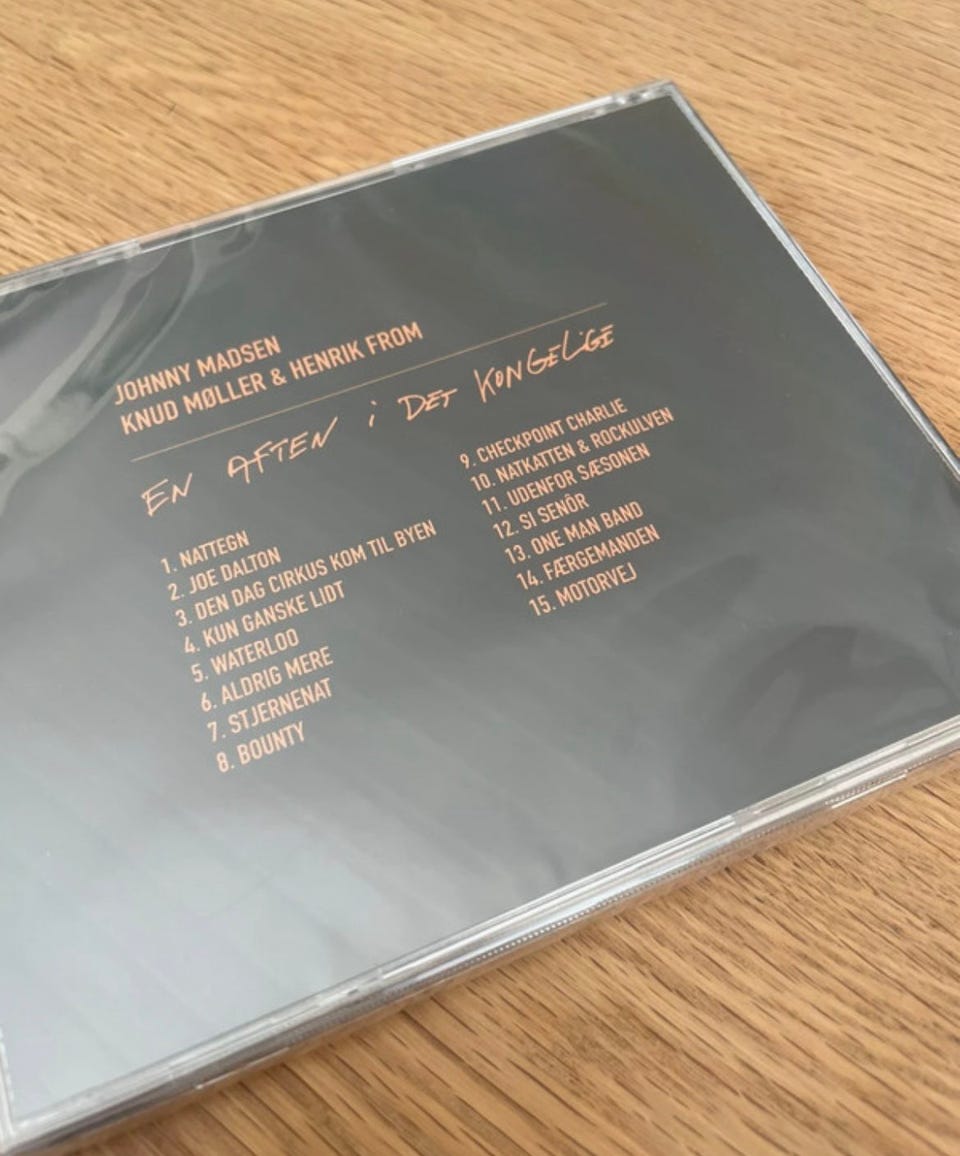 JOHNNY MADSEN
KNUD MØLLER & HENRIK FROM
EN AFTEN i DET KONGELiGE
1. NATTEGN
2. JOE DALTON
3. DEN DAG CIRKUS KOM TIL BYEN
4. KUN GANSKE LIDT
5. WATERLOO
6. ALDRIG MERE
7. STJERNENAT
8. BOUNTY
9. CHECKPOINT CHARLIE
10. NATKATTEN & ROCKULVEN
11. UDENFOR SÆSONEN
12. SI SENÔR
13. ONE MAN BAND
14. FÆRGEMANDEN
15. MOTORVEJ